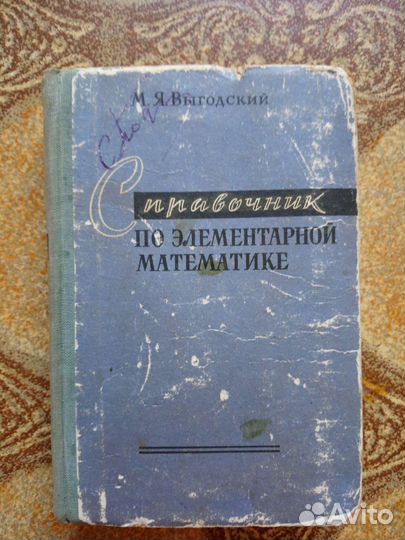 М. Я. Выгодский
Справочник
ПО ЭЛЕМЕНТАРНОЙ
МАТЕМАТИКЕ
Avito